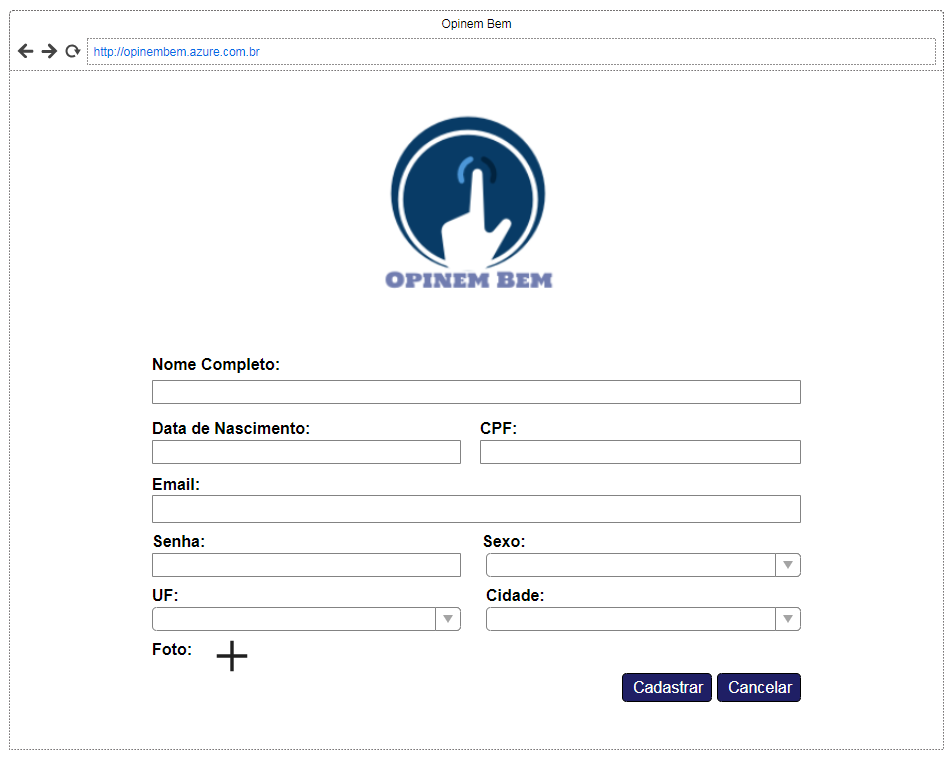 Opinem Bem
http://opinembem.azure.com.br
OPINEM BEM
Nome Completo:
Data de Nascimento: CPF:
Email:
Senha: Sexo:
UF: Cidade:
Foto:
Cadastrar Cancelar